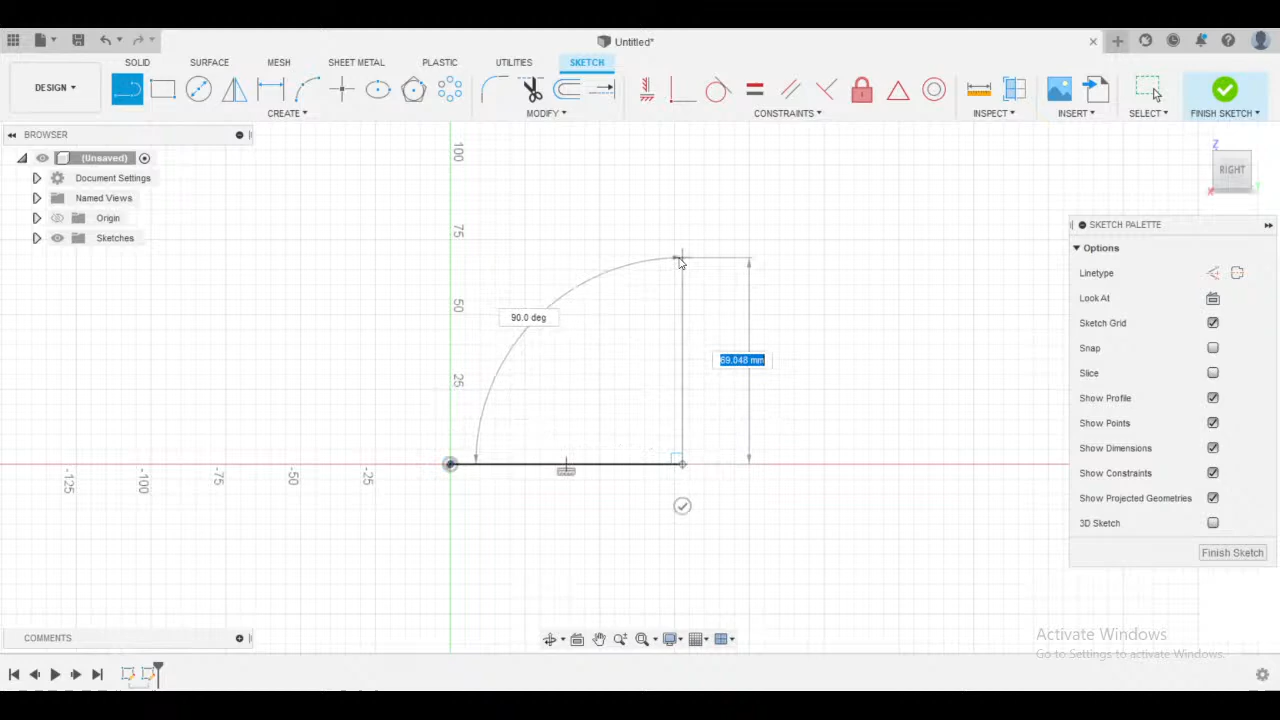 Untitled*
DESIGN
SOLID
SURFACE
MESH
SHEET METAL
PLASTIC
UTILITIES
SKETCH
CREATE
MODIFY
CONSTRAINTS
INSPECT
INSERT
SELECT
FINISH SKETCH
BROWSER
(Unsaved)
Document Settings
Named Views
Origin
Sketches
100
75
50
25
-125
-100
-75
-50
-25
90.0 deg
69.048 mm
Z
RIGHT
X
Y
SKETCH PALETTE
Options
Linetype
Look At
Sketch Grid
Snap
Slice
Show Profile
Show Points
Show Dimensions
Show Constraints
Show Projected Geometries
3D Sketch
Finish Sketch
COMMENTS
Activate Windows
Go to Settings to activate Windows.